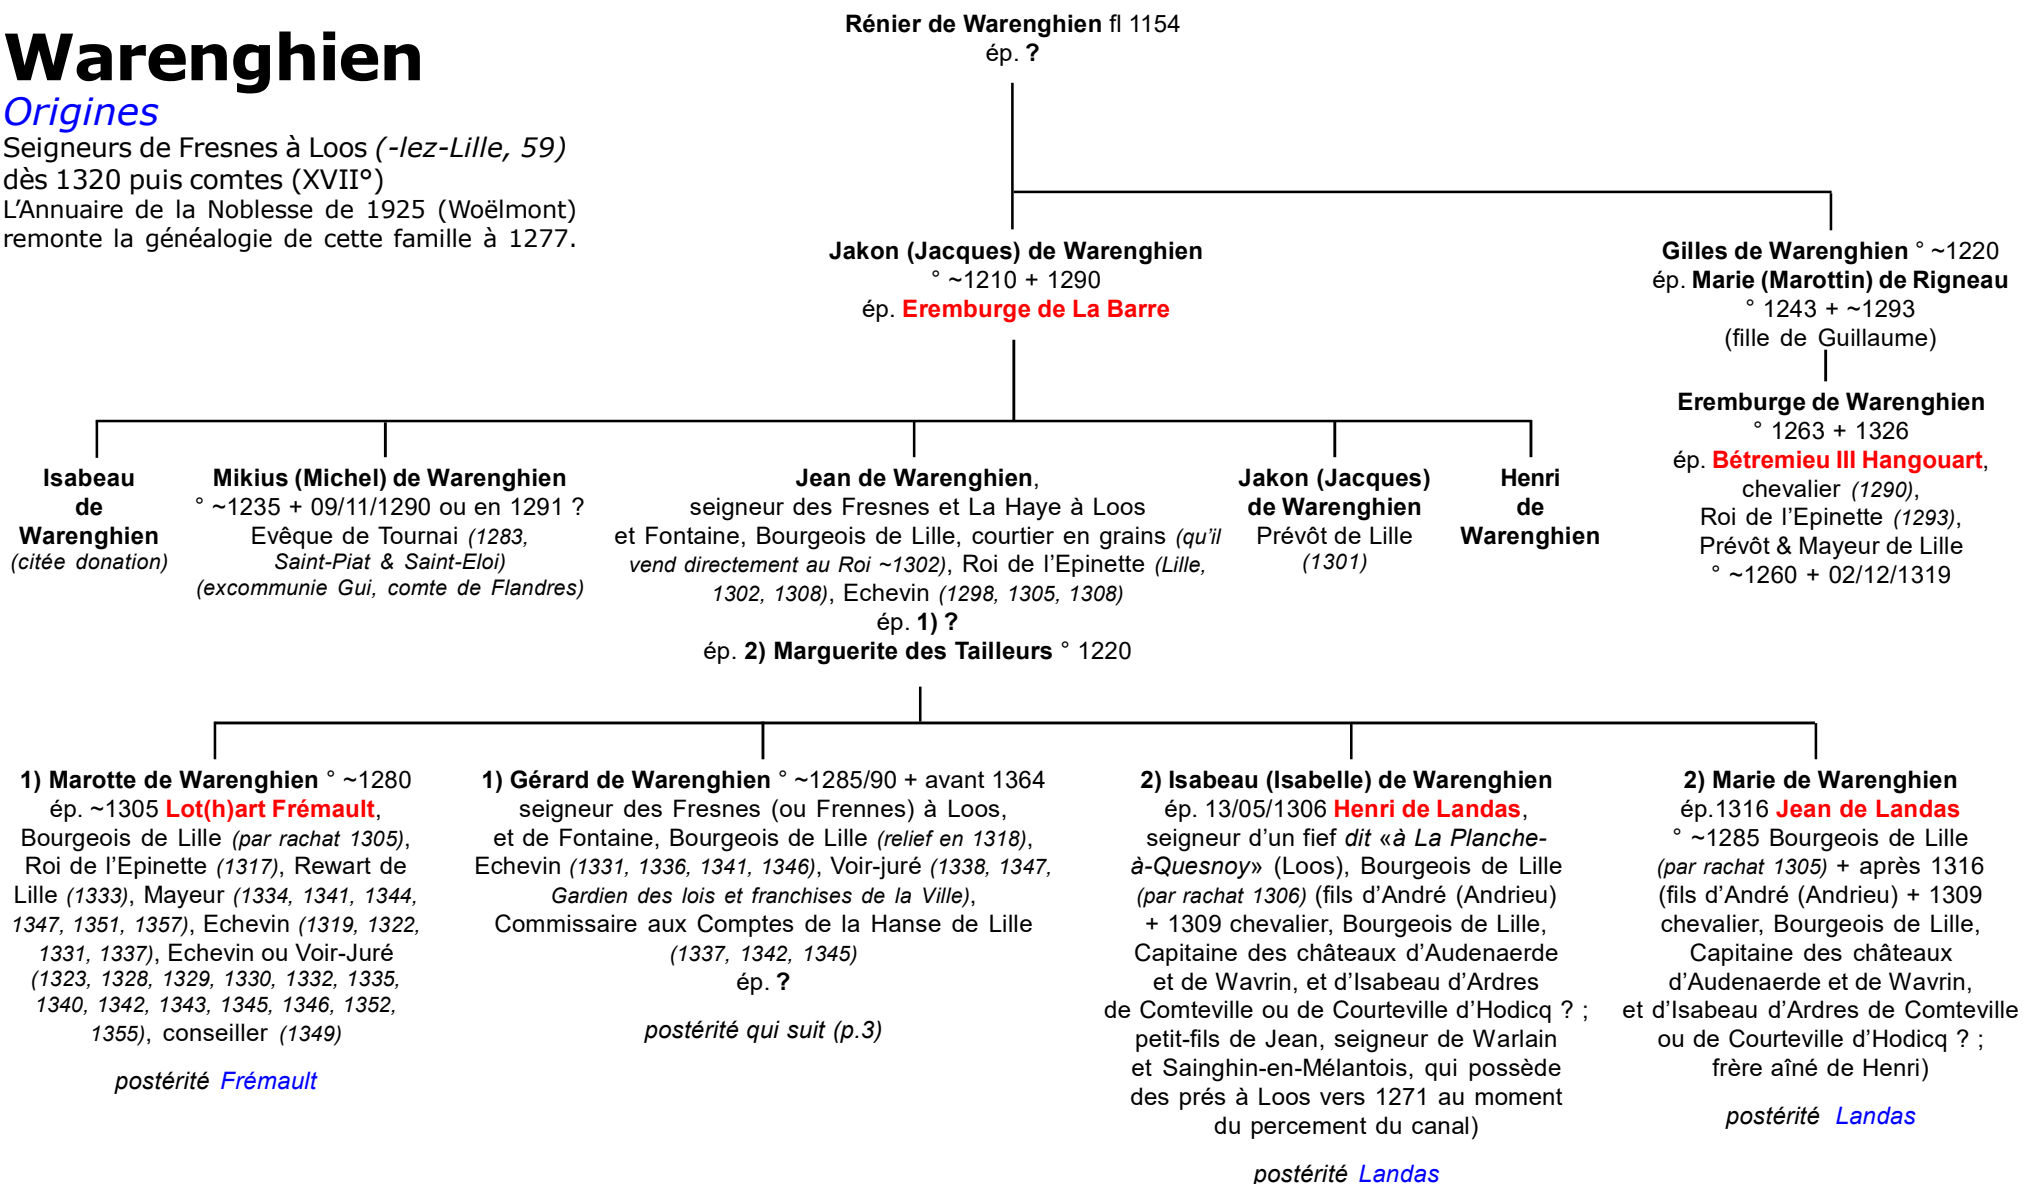 Warenghien
Origines
Seigneurs de Fresnes à Loos (-lez-Lille, 59)
dès 1320 puis comtes (XVII°)
L’Annuaire de la Noblesse de 1925 (Woëlmont)
remonte la généalogie de cette famille à 1277.
Rénier de Warenghien fl 1154
ép. ?
Jakon (Jacques) de Warenghien
° ~1210 + 1290
ép. Eremburge de La Barre
Gilles de Warenghien ° ~1220
ép. Marie (Marottin) de Rigneau
° 1243 + ~1293
(fille de Guillaume)
Eremburge de Warenghien
° 1263 + 1326
ép. Bétremieu III Hangouart,
chevalier (1290),
Roi de l’Epinette (1293),
Prévôt & Mayeur de Lille
° ~1260 + 02/12/1319
Isabeau
de
Warenghien
(citée donation)
Mikius (Michel) de Warenghien
° ~1235 + 09/11/1290 ou en 1291 ?
Evêque de Tournai (1283,
Saint-Piat & Saint-Eloi)
(excommunie Gui, comte de Flandres)
Jean de Warenghien,
seigneur des Fresnes et La Haye à Loos
et Fontaine, Bourgeois de Lille, courtier en grains (qu’il
vend directement au Roi ~1302), Roi de l’Epinette (Lille,
1302, 1308), Echevin (1298, 1305, 1308)
ép. 1) ?
ép. 2) Marguerite des Tailleurs ° 1220
Jakon (Jacques)
de Warenghien
Prévôt de Lille
(1301)
Henri
de
Warenghien
1) Marotte de Warenghien ° ~1280
ép. ~1305 Lot(h)art Frémault,
Bourgeois de Lille (par rachat 1305),
Roi de l’Epinette (1317), Rewart de
Lille (1333), Mayeur (1334, 1341, 1344,
1347, 1351, 1357), Echevin (1319, 1322,
1331, 1337), Echevin ou Voir-Juré
(1323, 1328, 1329, 1330, 1332, 1335,
1340, 1342, 1343, 1345, 1346, 1352,
1355), conseiller (1349)
postérité Frémault
1) Gérard de Warenghien ° ~1285/90 + avant 1364
seigneur des Fresnes (ou Frennes) à Loos,
et de Fontaine, Bourgeois de Lille (relief en 1318),
Echevin (1331, 1336, 1341, 1346), Voir-juré (1338, 1347,
Gardien des lois et franchises de la Ville),
Commissaire aux Comptes de la Hanse de Lille
(1337, 1342, 1345)
ép. ?
postérité qui suit (p.3)
2) Isabeau (Isabelle) de Warenghien
ép. 13/05/1306 Henri de Landas,
seigneur d’un fief dit «à La Planche-
à-Quesnoy» (Loos), Bourgeois de Lille
(par rachat 1306) (fils d’André (Andrieu)
+ 1309 chevalier, Bourgeois de Lille,
Capitaine des châteaux d’Audenaerde
et de Wavrin, et d’Isabeau d’Ardres
de Comteville ou de Courteville d’Hodicq ? ;
petit-fils de Jean, seigneur de Warlain
et Sainghin-en-Mélantois, qui possède
des prés à Loos vers 1271 au moment
du percement du canal)
postérité Landas
2) Marie de Warenghien
ép.1316 Jean de Landas
° ~1285 Bourgeois de Lille
(par rachat 1305) + après 1316
(fils d’André (Andrieu) + 1309
chevalier, Bourgeois de Lille,
Capitaine des châteaux
d’Audenaerde et de Wavrin,
et d’Isabeau d’Ardres de Comteville
ou de Courteville d’Hodicq ? ;
frère aîné de Henri)
postérité Landas